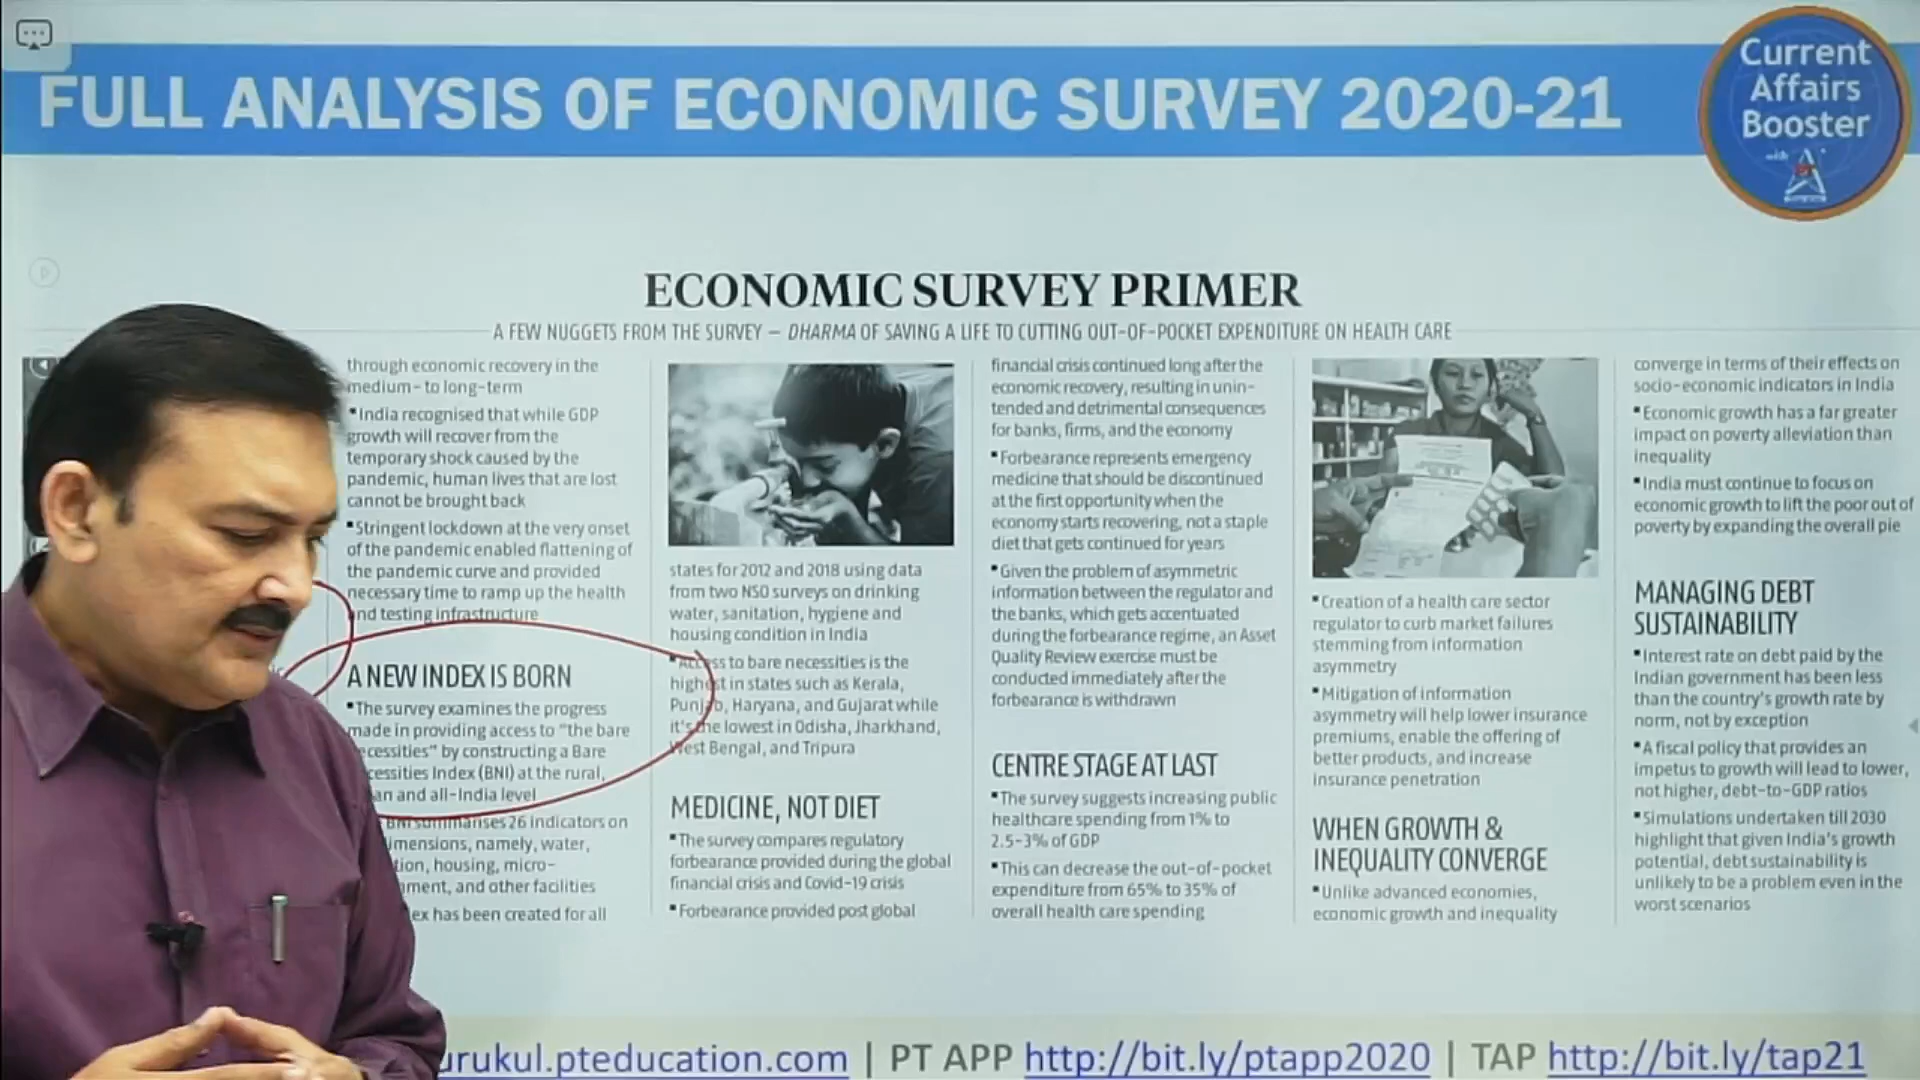 FULL ANALYSIS OF ECONOMIC SURVEY 2020-21
Current
Affairs
Booster
with
ECONOMIC SURVEY PRIMER
A FEW NUGGETS FROM THE SURVEY – DHARMA OF SAVING A LIFE TO CUTTING OUT-OF-POCKET EXPENDITURE ON HEALTH CARE
through economic recovery in the
medium- to long-term
▪India recognised that while GDP
growth will recover from the
temporary shock caused by the
pandemic, human lives that are lost
cannot be brought back
▪Stringent lockdown at the very onset
of the pandemic enabled flattening of
the pandemic curve and provided
necessary time to ramp up the health
and testing infrastructure
A NEW INDEX IS BORN
▪The survey examines the progress
made in providing access to "the bare
ecessities" by constructing a Bare
cessities Index (BNI) at the rural,
an and all-India level
BNI summarises 26 indicators on
imensions, namely, water,
tion, housing, micro-
nment, and other facilities
ex has been created for all
states for 2012 and 2018 using data
from two NSO surveys on drinking
water, sanitation, hygiene and
housing condition in India
▪Access to bare necessities is the
highest in states such as Kerala,
Punjab, Haryana, and Gujarat while
it's the lowest in Odisha, Jharkhand,
West Bengal, and Tripura
MEDICINE, NOT DIET
▪The survey compares regulatory
forbearance provided during the global
financial crisis and Covid-19 crisis
▪Forbearance provided post global
financial crisis continued long after the
economic recovery, resulting in unin-
tended and detrimental consequences
for banks, firms, and the economy
▪Forbearance represents emergency
medicine that should be discontinued
at the first opportunity when the
economy starts recovering, not a staple
diet that gets continued for years
▪Given the problem of asymmetric
information between the regulator and
the banks, which gets accentuated
during the forbearance regime, an Asset
Quality Review exercise must be
conducted immediately after the
forbearance is withdrawn
CENTRE STAGE AT LAST
▪The survey suggests increasing public
healthcare spending from 1% to
2.5-3% of GDP
▪This can decrease the out-of-pocket
expenditure from 65% to 35% of
overall health care spending
▪Creation of a health care sector
regulator to curb market failures
stemming from information
asymmetry
▪Mitigation of information
asymmetry will help lower insurance
premiums, enable the offering of
better products, and increase
insurance penetration
WHEN GROWTH &
INEQUALITY CONVERGE
▪Unlike advanced economies,
economic growth and inequality
converge in terms of their effects on
socio-economic indicators in India
▪Economic growth has a far greater
impact on poverty alleviation than
inequality
▪India must continue to focus on
economic growth to lift the poor out of
poverty by expanding the overall pie
MANAGING DEBT
SUSTAINABILITY
▪Interest rate on debt paid by the
Indian government has been less
than the country's growth rate by
norm, not by exception
▪A fiscal policy that provides an
impetus to growth will lead to lower,
not higher, debt-to-GDP ratios
▪Simulations undertaken till 2030
highlight that given India's growth
potential, debt sustainability is
unlikely to be a problem even in the
worst scenarios
urukul.pteducation.com | PT APP http://bit.ly/ptapp2020 | TAP http://bit.ly/tap21